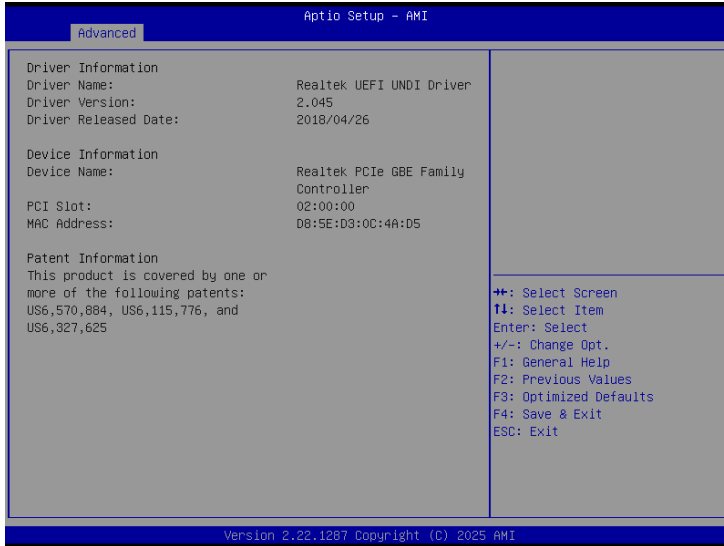 Aptio Setup - AMI
Advanced
Driver Information
Driver Name: Realtek UEFI UNDI Driver
Driver Version: 2.045
Driver Released Date: 2018/04/26
Device Information
Device Name: Realtek PCIe GBE Family
Controller
PCI Slot: 02:00:00
MAC Address: D8:5E:D3:0C:4A:D5
Patent Information
This product is covered by one or
more of the following patents:
US6,570,884, US6,115,776, and
US6,327,625
→←: Select Screen
↑↓: Select Item
Enter: Select
+/-: Change Opt.
F1: General Help
F2: Previous Values
F3: Optimized Defaults
F4: Save & Exit
ESC: Exit
Version 2.22.1287 Copyright (C) 2025 AMI